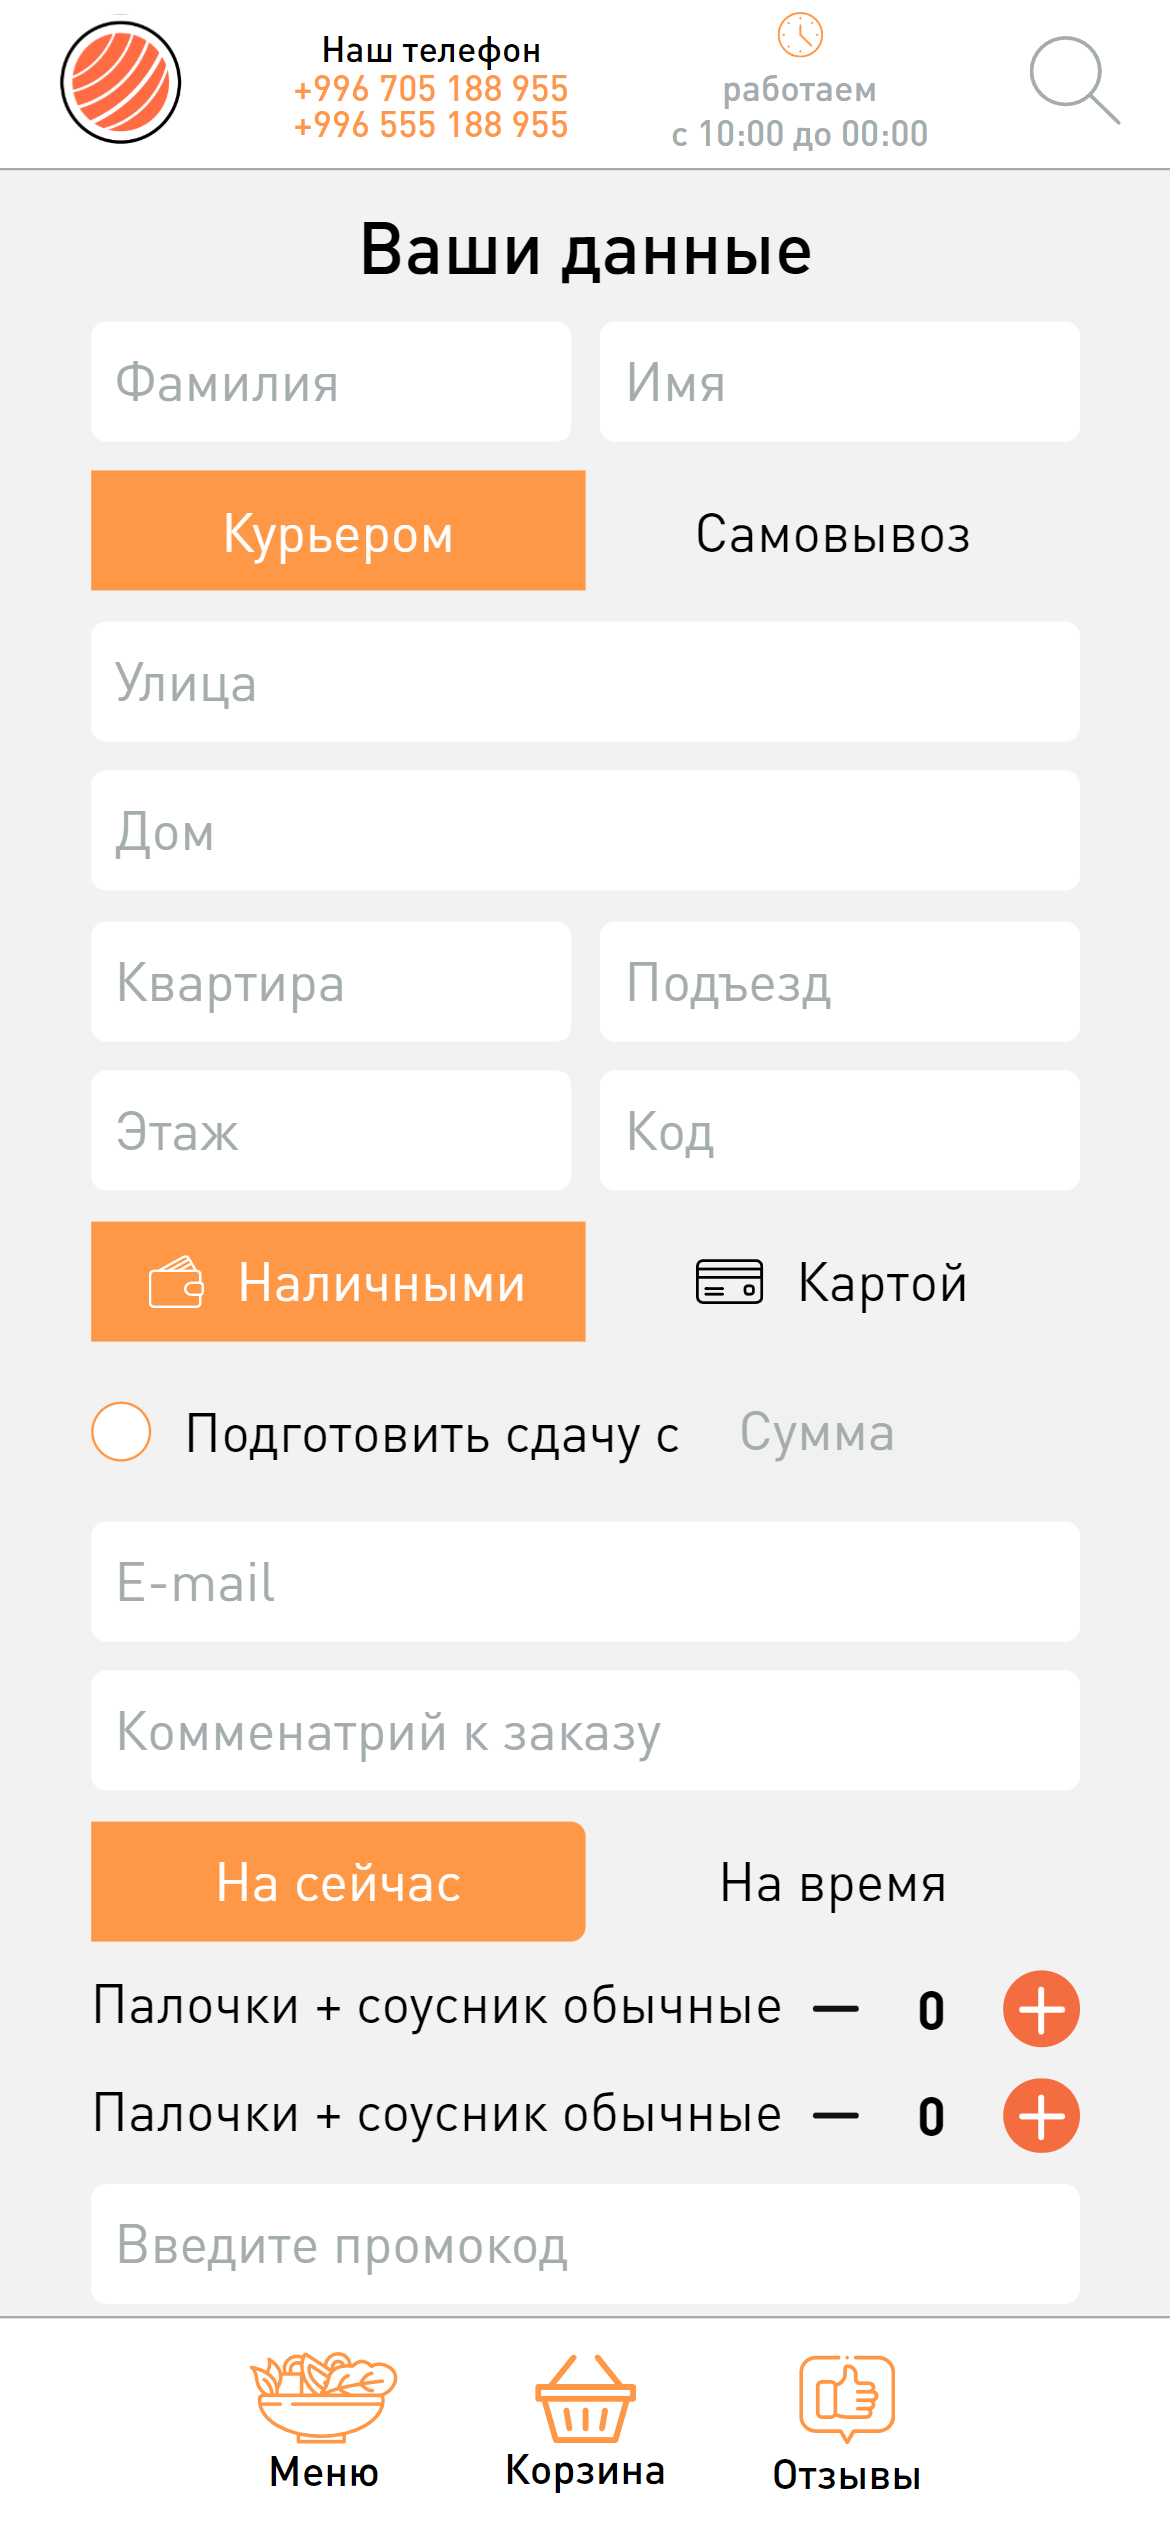 Наш телефон
+996 705 188 955
+996 555 188 955
работаем
с 10:00 до 00:00
Ваши данные
Фамилия
Имя
Курьером
Самовывоз
Улица
Дом
Квартира
Подъезд
Этаж
Код
Наличными
Картой
Подготовить сдачу с
Сумма
E-mail
Комменатрий к заказу
На сейчас
На время
Палочки + соусник обычные
0
Палочки + соусник обычные
0
Введите промокод
Меню
Корзина
Отзывы